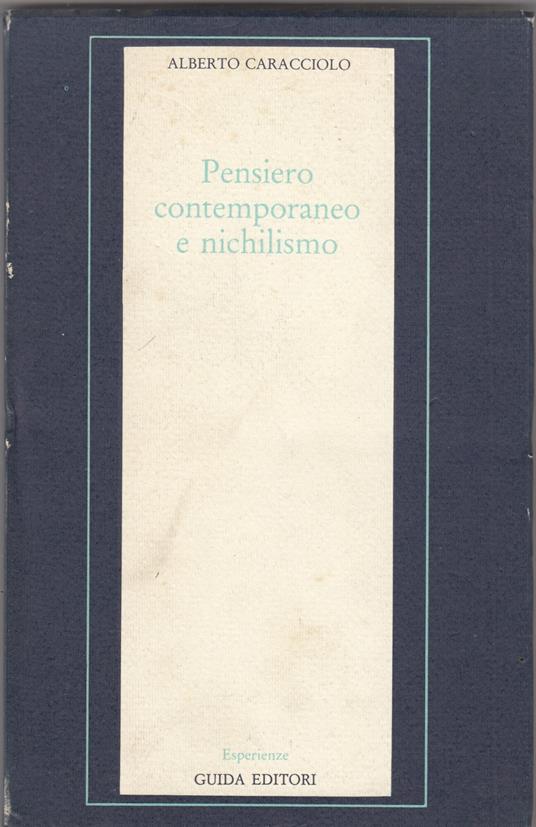 ALBERTO CARACCIOLO
Pensiero
contemporaneo
e nichilismo
Esperienze
GUIDA EDITORI